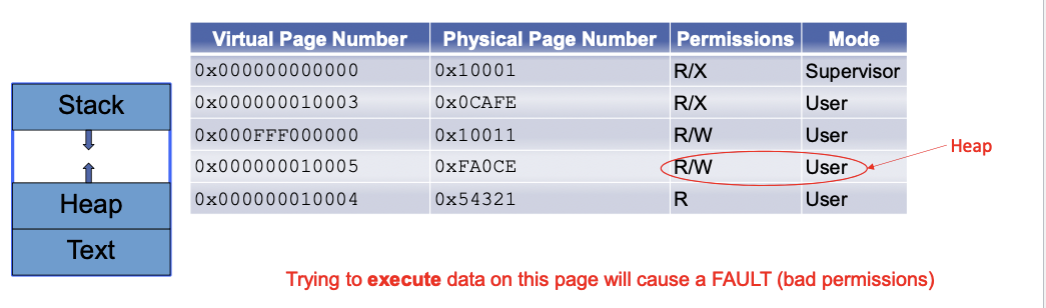 Virtual Page Number Physical Page Number Permissions Mode
0x000000000000 0x10001 R/X Supervisor
0x000000010003 0x0CAFE R/X User
0x000FFF000000 0x10011 R/W User
0x000000010005 0xFA0CE R/W User
0x000000010004 0x54321 R User
Stack
Heap
Text
Heap
Trying to execute data on this page will cause a FAULT (bad permissions)